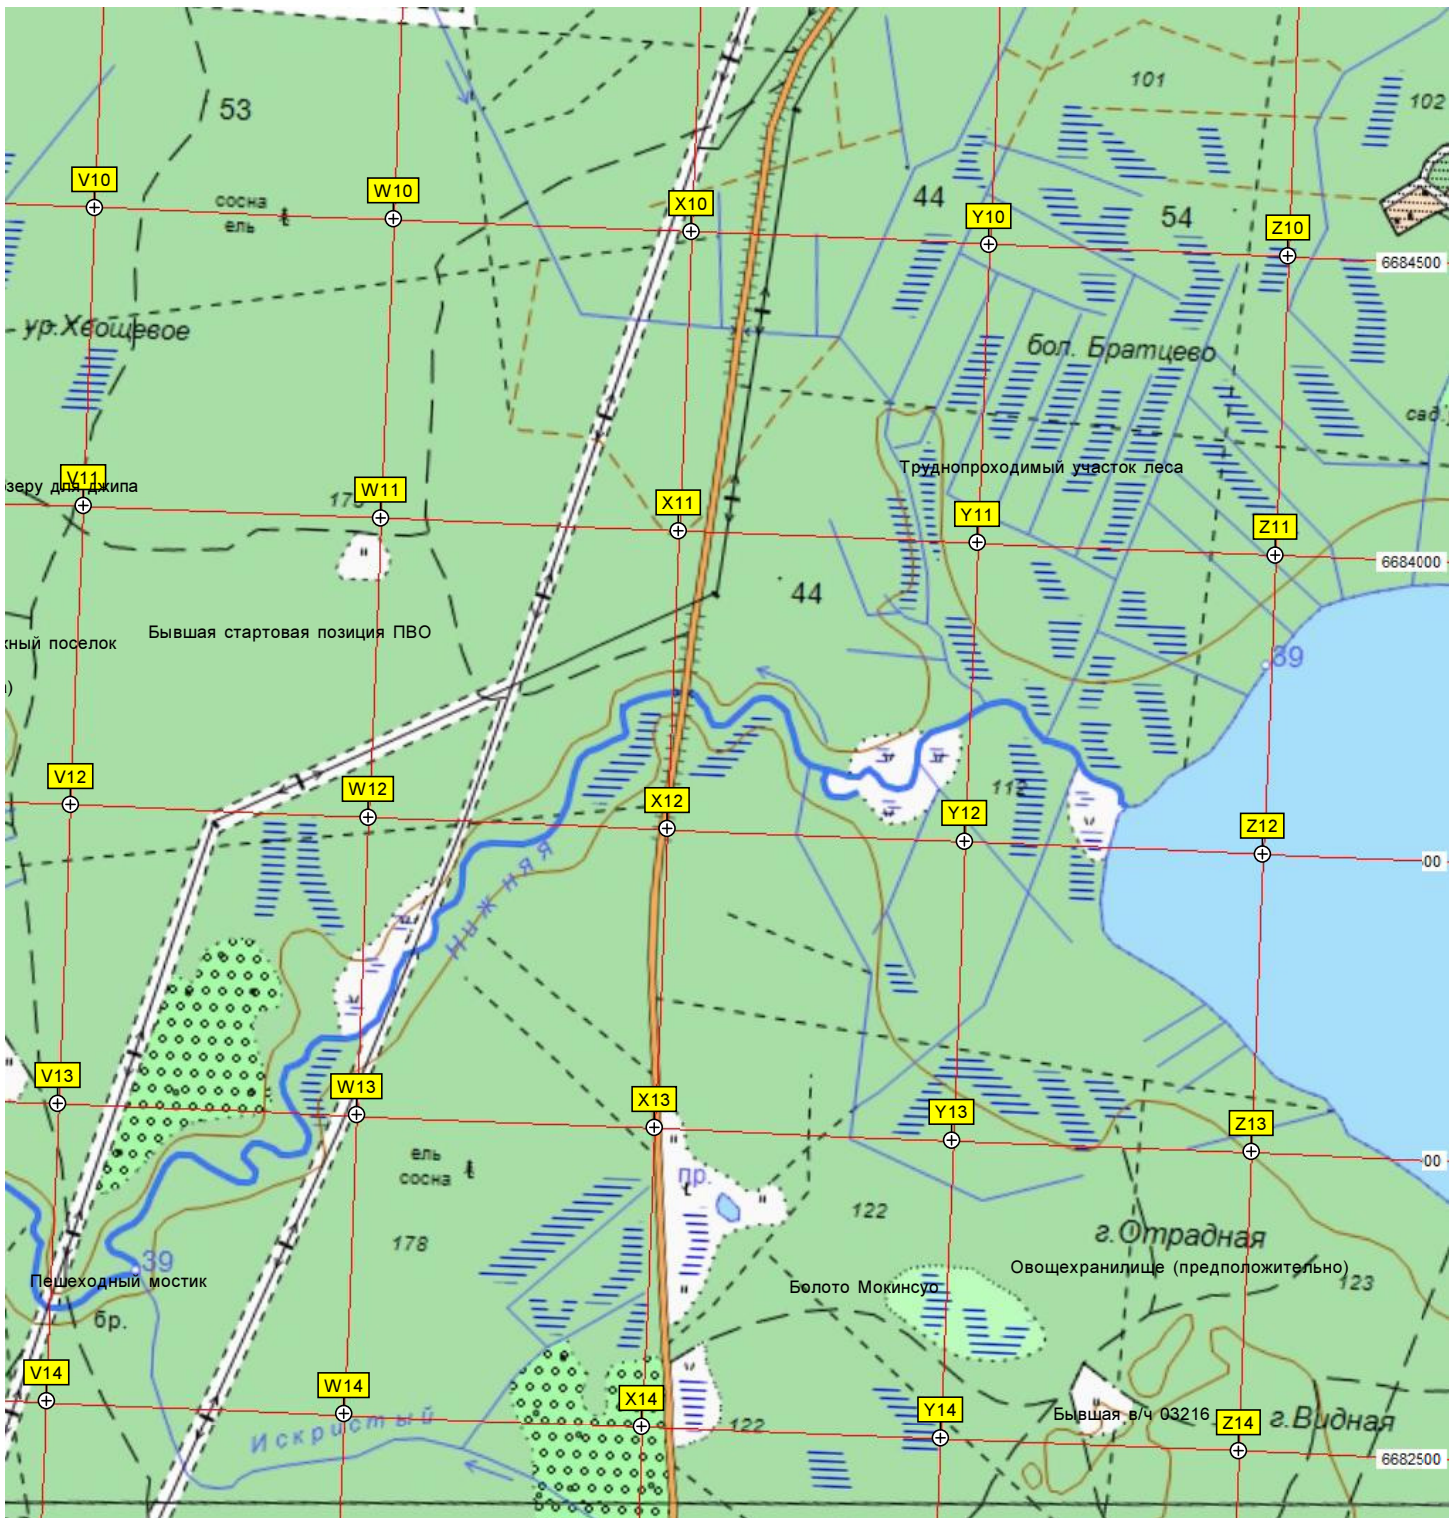 101
102
53
V10
W10
сосна
ель
X10
44
Y10
54
Z10
6684500
ур.Хвощевое
бол. Братцево
сад.
Труднопроходимый участок леса
V11
озеру для джипа
W11
X11
Y11
Z11
6684000
44
Бывшая стартовая позиция ПВО
жный поселок
39
V12
W12
X12
Y12
Z12
00
Нижняя
V13
W13
X13
Y13
Z13
00
ель
сосна
пр.
122
178
г.Отрадная
39
Пешеходный мостик
Болото Мокинсуо
Овощехранилище (предположительно)
123
бр.
V14
W14
X14
Y14
Z14
Искристый
122
Бывшая в/ч 03216
г.Видная
6682500